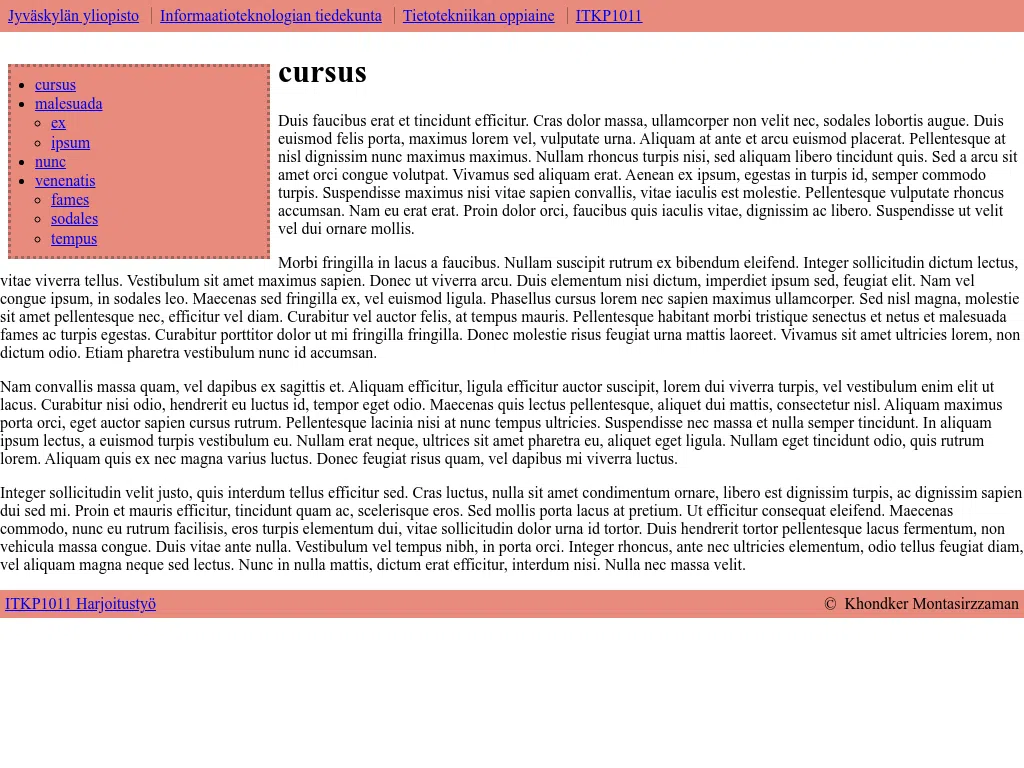 Jyväskylän yliopisto Informaatioteknologian tiedekunta Tietotekniikan oppiaine ITKP1011
cursus
malesuada
ex
ipsum
nunc
venenatis
fames
sodales
tempus
cursus
Duis faucibus erat et tincidunt efficitur. Cras dolor massa, ullamcorper non velit nec, sodales lobortis augue. Duis
euismod felis porta, maximus lorem vel, vulputate urna. Aliquam at ante et arcu euismod placerat. Pellentesque at
nisl dignissim nunc maximus maximus. Nullam rhoncus turpis nisi, sed aliquam libero tincidunt quis. Sed a arcu sit
amet orci congue volutpat. Vivamus sed aliquam erat. Aenean ex ipsum, egestas in turpis id, semper commodo
turpis. Suspendisse maximus nisi vitae sapien convallis, vitae iaculis est molestie. Pellentesque vulputate rhoncus
accumsan. Nam eu erat erat. Proin dolor orci, faucibus quis iaculis vitae, dignissim ac libero. Suspendisse ut velit
vel dui ornare mollis.
Morbi fringilla in lacus a faucibus. Nullam suscipit rutrum ex bibendum eleifend. Integer sollicitudin dictum lectus,
vitae viverra tellus. Vestibulum sit amet maximus sapien. Donec ut viverra arcu. Duis elementum nisi dictum, imperdiet ipsum sed, feugiat elit. Nam vel
congue ipsum, in sodales leo. Maecenas sed fringilla ex, vel euismod ligula. Phasellus cursus lorem nec sapien maximus ullamcorper. Sed nisl magna, molestie
sit amet pellentesque nec, efficitur vel diam. Curabitur vel auctor felis, at tempus mauris. Pellentesque habitant morbi tristique senectus et netus et malesuada
fames ac turpis egestas. Curabitur porttitor dolor ut mi fringilla fringilla. Donec molestie risus feugiat urna mattis laoreet. Vivamus sit amet ultricies lorem, non
dictum odio. Etiam pharetra vestibulum nunc id accumsan.
Nam convallis massa quam, vel dapibus ex sagittis et. Aliquam efficitur, ligula efficitur auctor suscipit, lorem dui viverra turpis, vel vestibulum enim elit ut
lacus. Curabitur nisi odio, hendrerit eu luctus id, tempor eget odio. Maecenas quis lectus pellentesque, aliquet dui mattis, consectetur nisl. Aliquam maximus
porta orci, eget auctor sapien cursus rutrum. Pellentesque lacinia nisi at nunc tempus ultricies. Suspendisse nec massa et nulla semper tincidunt. In aliquam
ipsum lectus, a euismod turpis vestibulum eu. Nullam erat neque, ultrices sit amet pharetra eu, aliquet eget ligula. Nullam eget tincidunt odio, quis rutrum
lorem. Aliquam quis ex nec magna varius luctus. Donec feugiat risus quam, vel dapibus mi viverra luctus.
Integer sollicitudin velit justo, quis interdum tellus efficitur sed. Cras luctus, nulla sit amet condimentum ornare, libero est dignissim turpis, ac dignissim sapien
dui sed mi. Proin et mauris efficitur, tincidunt quam ac, scelerisque eros. Sed mollis porta lacus at pretium. Ut efficitur consequat eleifend. Maecenas
commodo, nunc eu rutrum facilisis, eros turpis elementum dui, vitae sollicitudin dolor urna id tortor. Duis hendrerit tortor pellentesque lacus fermentum, non
vehicula massa congue. Duis vitae ante nulla. Vestibulum vel tempus nibh, in porta orci. Integer rhoncus, ante nec ultricies elementum, odio tellus feugiat diam,
vel aliquam magna neque sed lectus. Nunc in nulla mattis, dictum erat efficitur, interdum nisi. Nulla nec massa velit.
ITKP1011 Harjoitustyö © Khondker Montasirzzaman